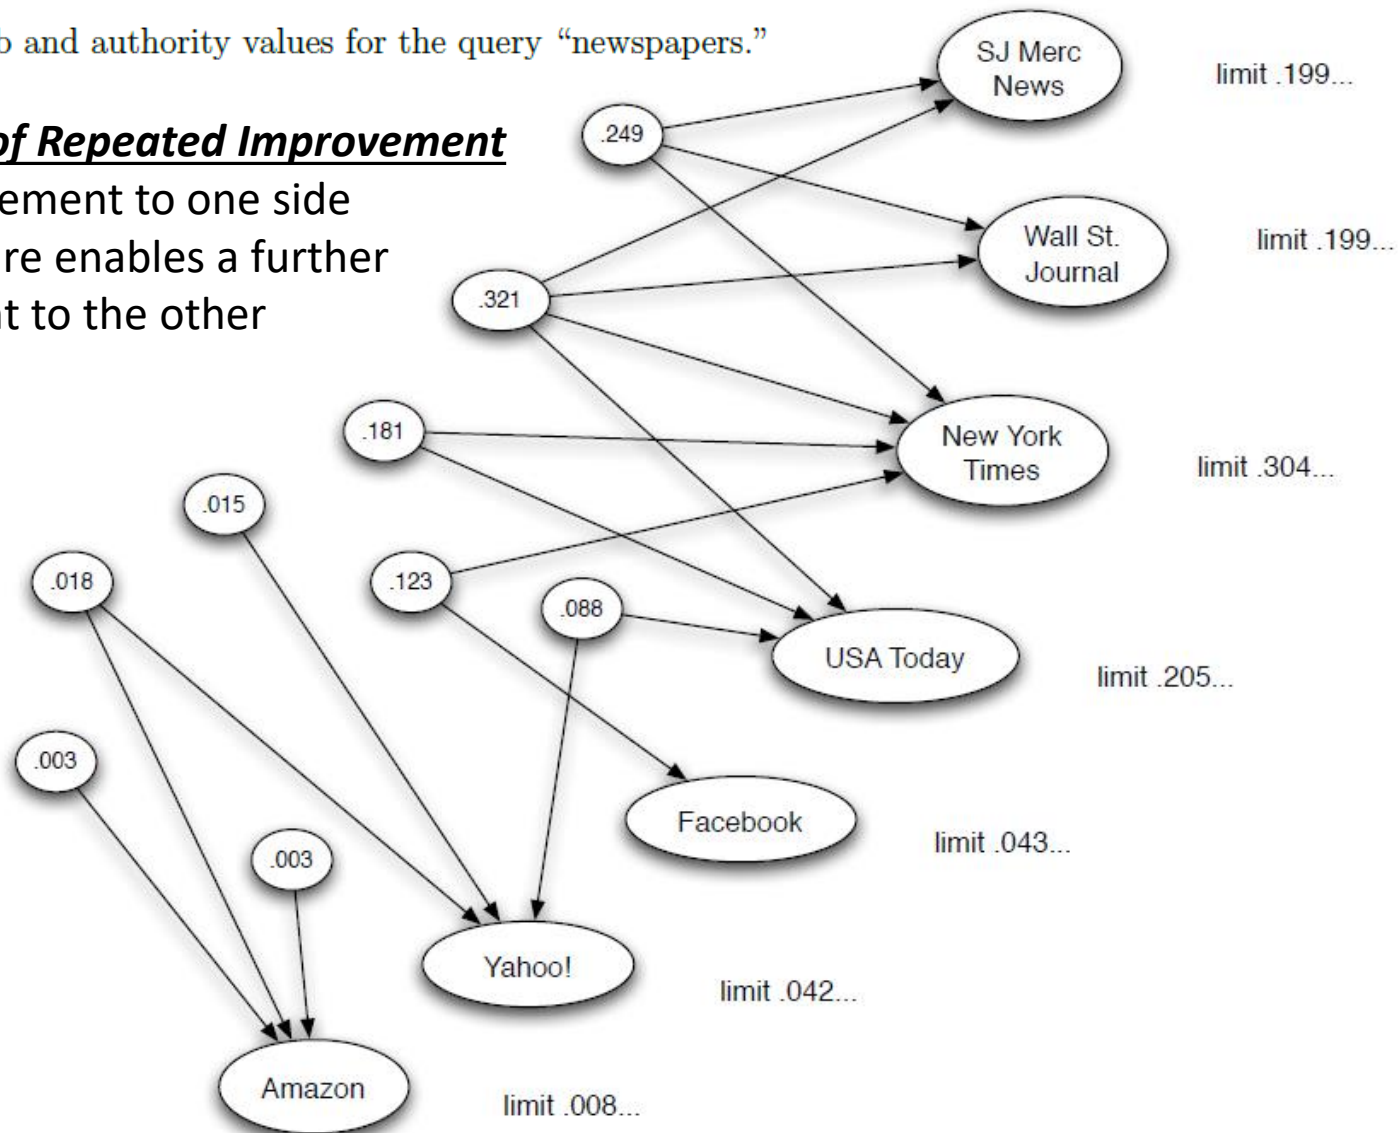 b and authority values for the query “newspapers.”
of Repeated Improvement
ement to one side
re enables a further
t to the other
SJ Merc
News
limit .199...
.249
Wall St.
Journal
limit .199...
.321
New York
Times
limit .304...
.181
.015
.018
.123
.088
USA Today
limit .205...
.003
Facebook
limit .043...
.003
Yahoo!
limit .042...
Amazon
limit .008...